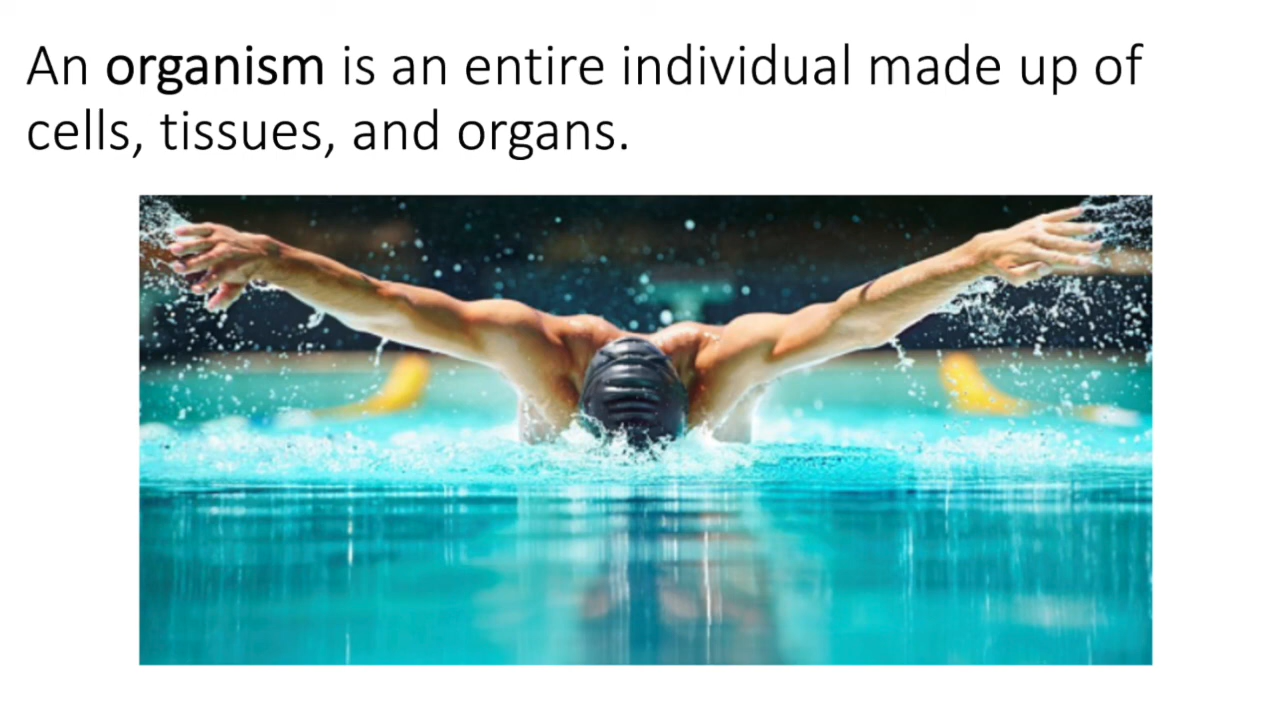 An organism is an entire individual made up of
cells, tissues, and organs.